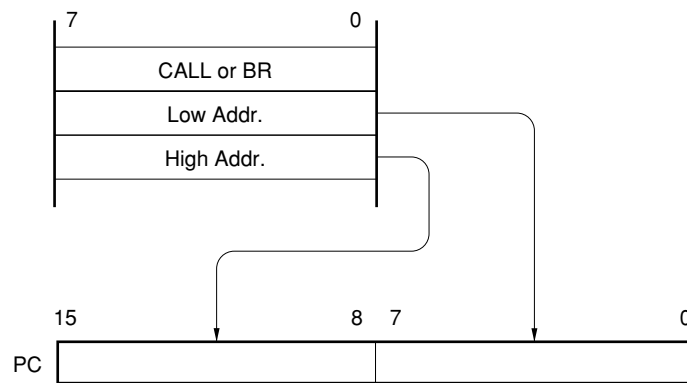 7 0
CALL or BR
Low Addr.
High Addr.
15 8 7 0
PC